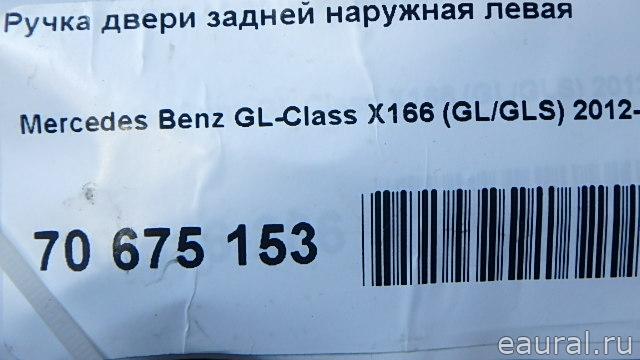 Ручка двери задней наружная левая
Mercedes Benz GL-Class X166 (GL/GLS) 2012-
70 675 153
eaural.ru